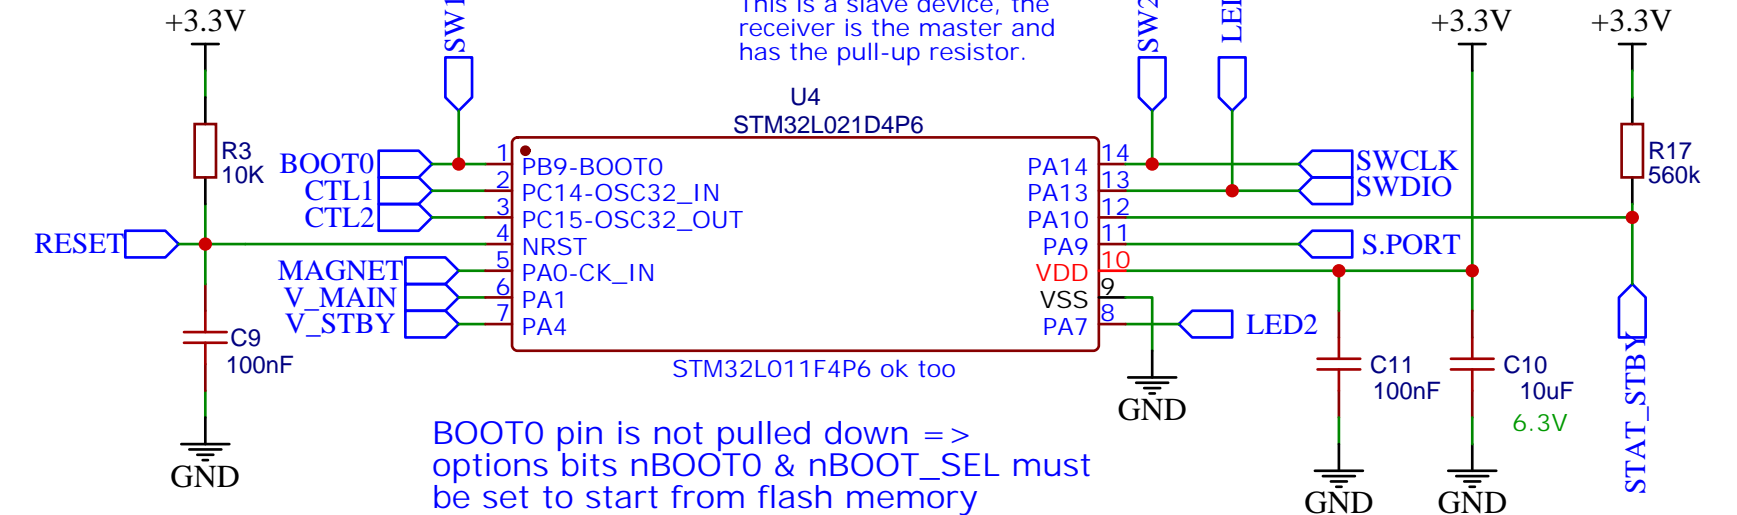 This is a slave device, the
receiver is the master and
has the pull-up resistor.
+3.3V
SW1
SW2
+3.3V
+3.3V
U4
STM32L021D4P6
R3
10K
R17
560k
BOOT0
1
PB9-BOOT0
PA14
14
SWCLK
CTL1
2
PC14-OSC32_IN
PA13
13
SWDIO
CTL2
3
PC15-OSC32_OUT
PA10
12
RESET
4
NRST
PA9
11
S.PORT
MAGNET
5
PA0-CK_IN
VDD
10
V_MAIN
6
PA1
VSS
9
V_STBY
7
PA4
PA7
8
LED2
C9
100nF
STM32L011F4P6 ok too
C11
100nF
C10
10uF
6.3V
STAT_STBY
GND
GND
GND
GND
BOOT0 pin is not pulled down =>
options bits nBOOT0 & nBOOT_SEL must
be set to start from flash memory